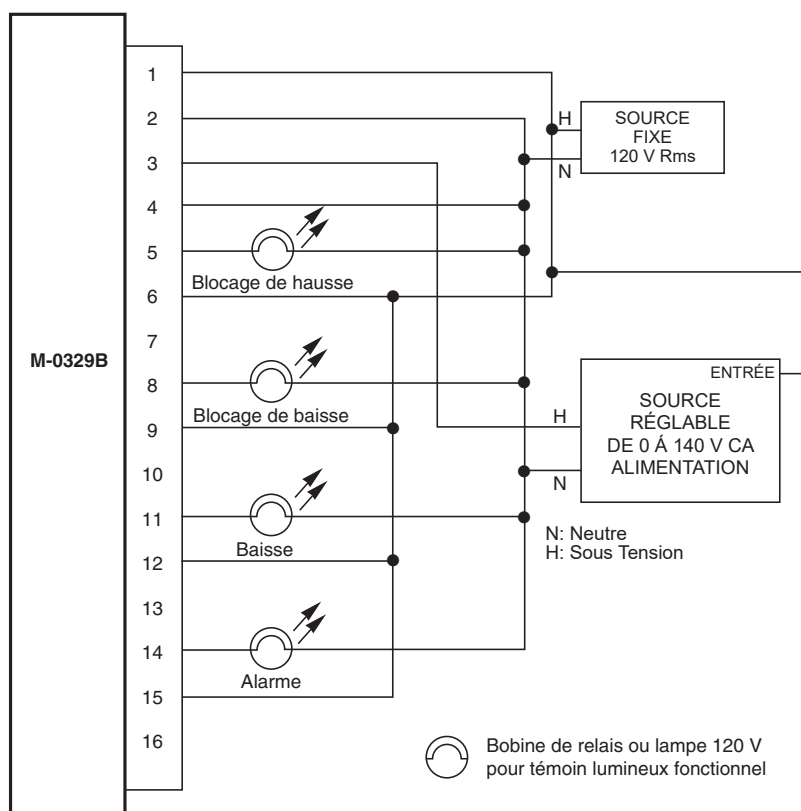 M-0329B
1
2
3
4
5
6
7
8
9
10
11
12
13
14
15
16
Blocage de hausse
Blocage de baisse
Baisse
Alarme
H
N
SOURCE
FIXE
120 V Rms
ENTRÉE
H
N
SOURCE
RÉGLABLE
DE 0 Á 140 V CA
ALIMENTATION
N: Neutre
H: Sous Tension
Bobine de relais ou lampe 120 V
pour témoin lumineux fonctionnel